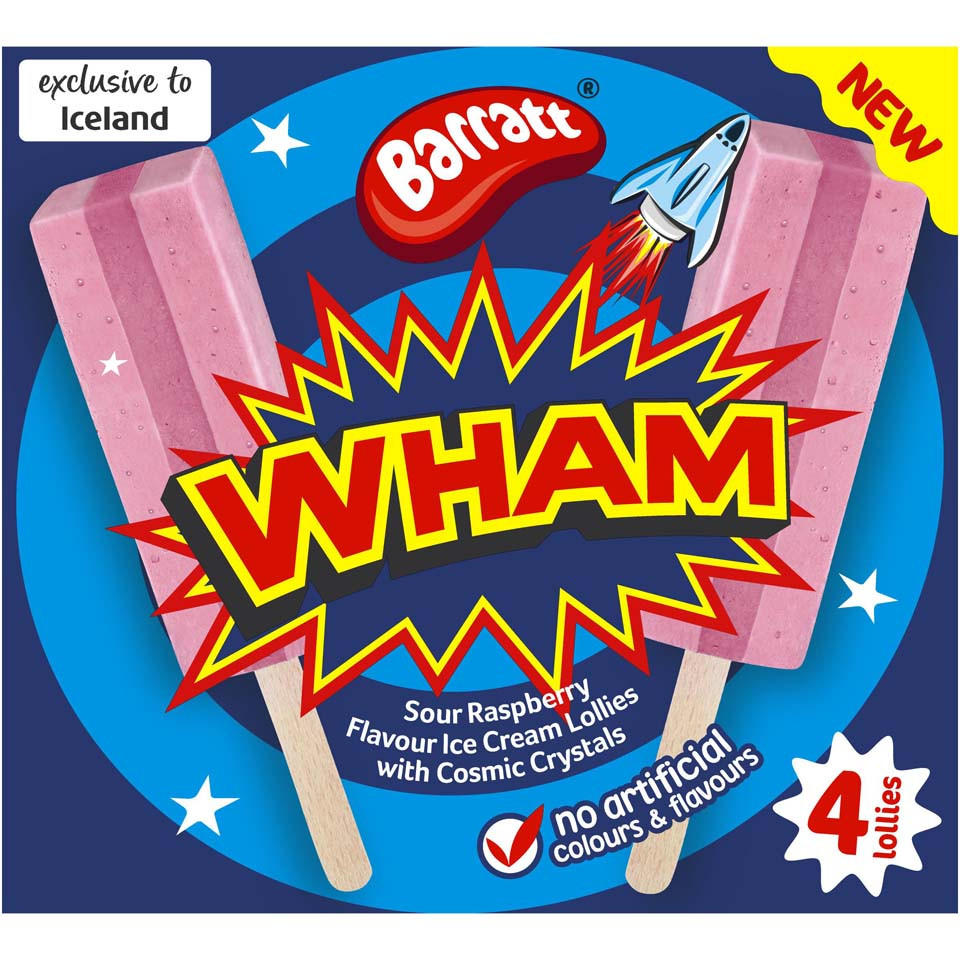 exclusive to
Iceland
Barratt®
NEW
WHAM
Sour Raspberry
Flavour Ice Cream Lollies
with Cosmic Crystals
no artificial
colours & flavours
4
lollies